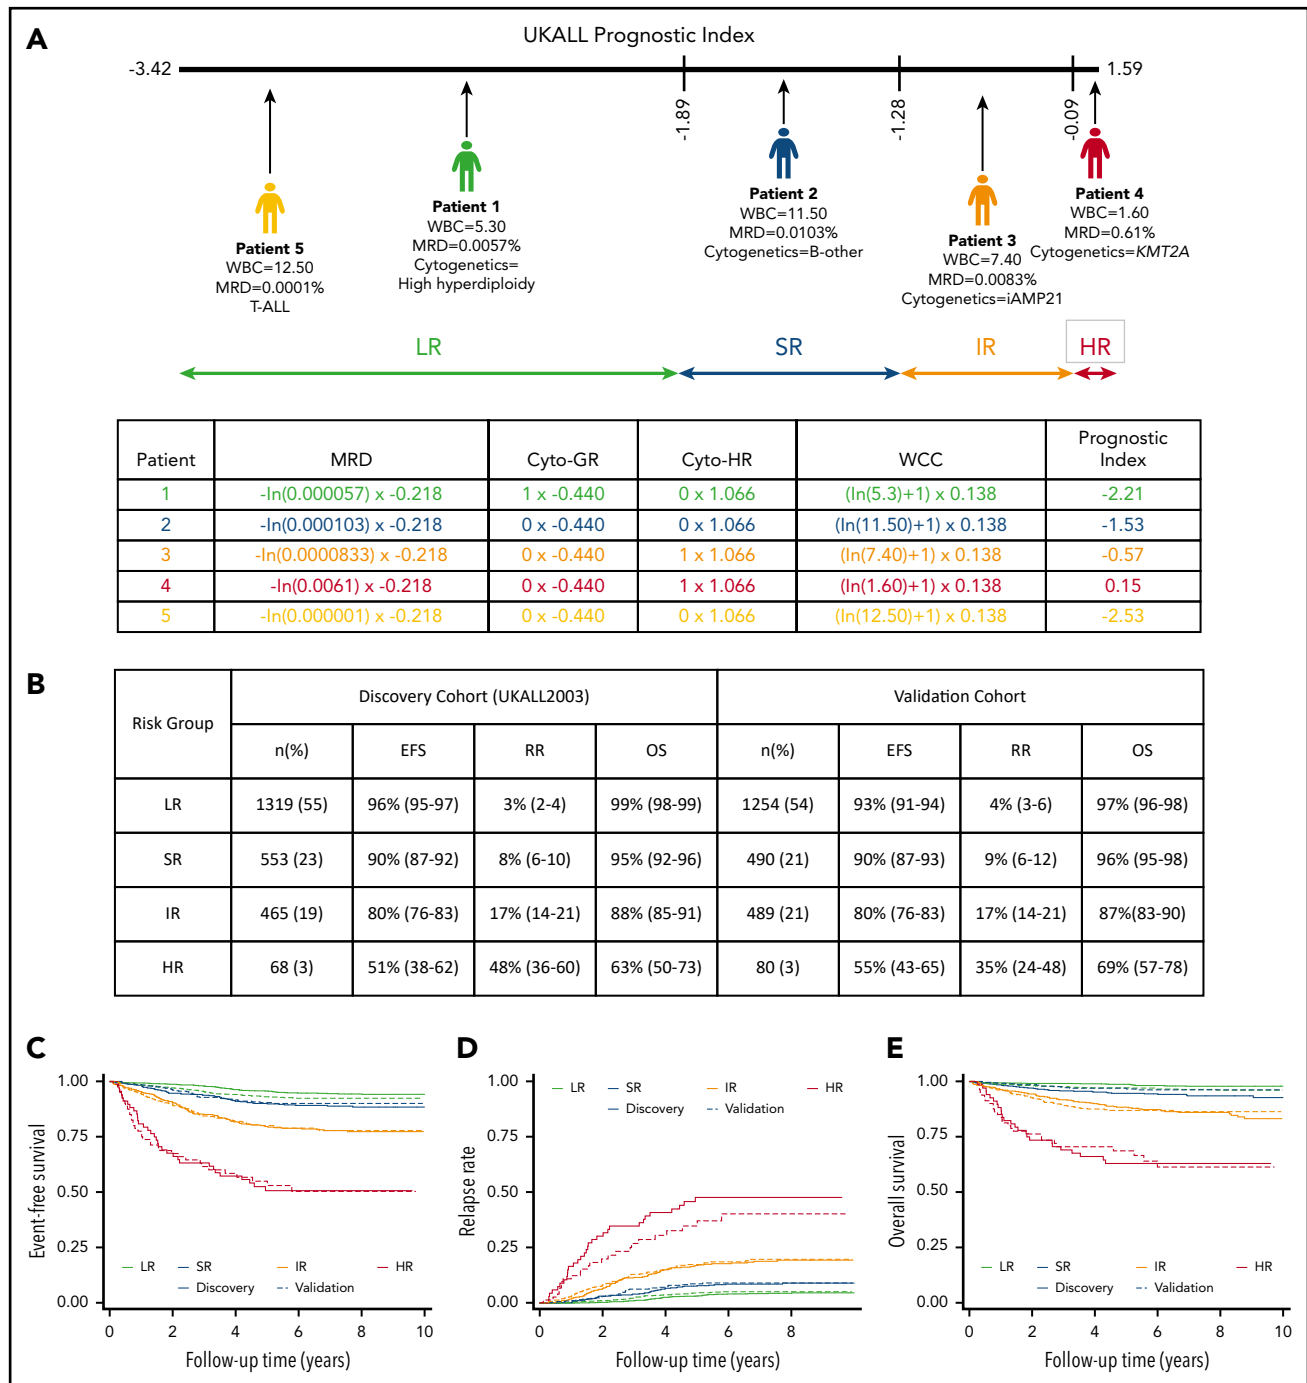 A
UKALL Prognostic Index
-3.42
1.59
-1.89
-1.28
-0.09
Patient 5
WBC=12.50
MRD=0.0001%
T-ALL
Patient 1
WBC=5.30
MRD=0.0057%
Cytogenetics=
High hyperdiploidy
Patient 2
WBC=11.50
MRD=0.0103%
Cytogenetics=B-other
Patient 3
WBC=7.40
MRD=0.0083%
Cytogenetics=iAMP21
Patient 4
WBC=1.60
MRD=0.61%
Cytogenetics=KMT2A
LR SR IR HR
Patient MRD Cyto-GR Cyto-HR WCC Prognostic Index
1 -ln(0.000057) x -0.218 1 x -0.440 0 x 1.066 (ln(5.3)+1) x 0.138 -2.21
2 -ln(0.000103) x -0.218 0 x -0.440 0 x 1.066 (ln(11.50)+1) x 0.138 -1.53
3 -ln(0.0000833) x -0.218 0 x -0.440 1 x 1.066 (ln(7.40)+1) x 0.138 -0.57
4 -ln(0.0061) x -0.218 0 x -0.440 1 x 1.066 (ln(1.60)+1) x 0.138 0.15
5 -ln(0.000001) x -0.218 0 x -0.440 0 x 1.066 (ln(12.50)+1) x 0.138 -2.53
B
Risk Group Discovery Cohort (UKALL2003) Validation Cohort
n(%) EFS RR OS n(%) EFS RR OS
LR 1319 (55) 96% (95-97) 3% (2-4) 99% (98-99) 1254 (54) 93% (91-94) 4% (3-6) 97% (96-98)
SR 553 (23) 90% (87-92) 8% (6-10) 95% (92-96) 490 (21) 90% (87-93) 9% (6-12) 96% (95-98)
IR 465 (19) 80% (76-83) 17% (14-21) 88% (85-91) 489 (21) 80% (76-83) 17% (14-21) 87%(83-90)
HR 68 (3) 51% (38-62) 48% (36-60) 63% (50-73) 80 (3) 55% (43-65) 35% (24-48) 69% (57-78)
C
Event-free survival
1.00
0.75
0.50
0.25
0.00
LR SR IR HR
Discovery Validation
0 2 4 6 8 10
Follow-up time (years)
D
Relapse rate
1.00
0.75
0.50
0.25
0.00
LR SR IR HR
Discovery Validation
0 2 4 6 8
Follow-up time (years)
E
Overall survival
1.00
0.75
0.50
0.25
0.00
LR SR IR HR
Discovery Validation
0 2 4 6 8 10
Follow-up time (years)